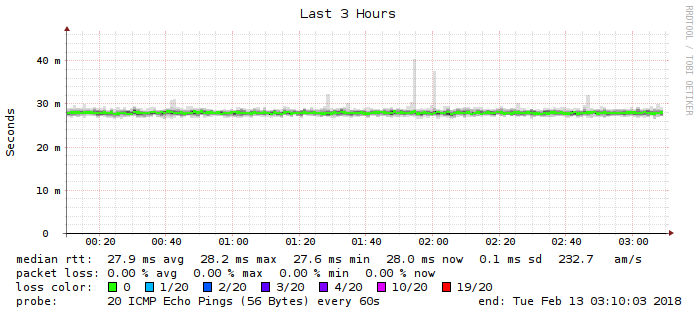 Last 3 Hours
RRDTOOL / TOBI OETIKER
Seconds
40 m
30 m
20 m
10 m
0
00:20 00:40 01:00 01:20 01:40 02:00 02:20 02:40 03:00
median rtt: 27.9 ms avg 28.2 ms max 27.6 ms min 28.0 ms now 0.1 ms sd 232.7 am/s
packet loss: 0.00 % avg 0.00 % max 0.00 % min 0.00 % now
loss color: 0 1/20 2/20 3/20 4/20 10/20 19/20
probe: 20 ICMP Echo Pings (56 Bytes) every 60s end: Tue Feb 13 03:10:03 2018